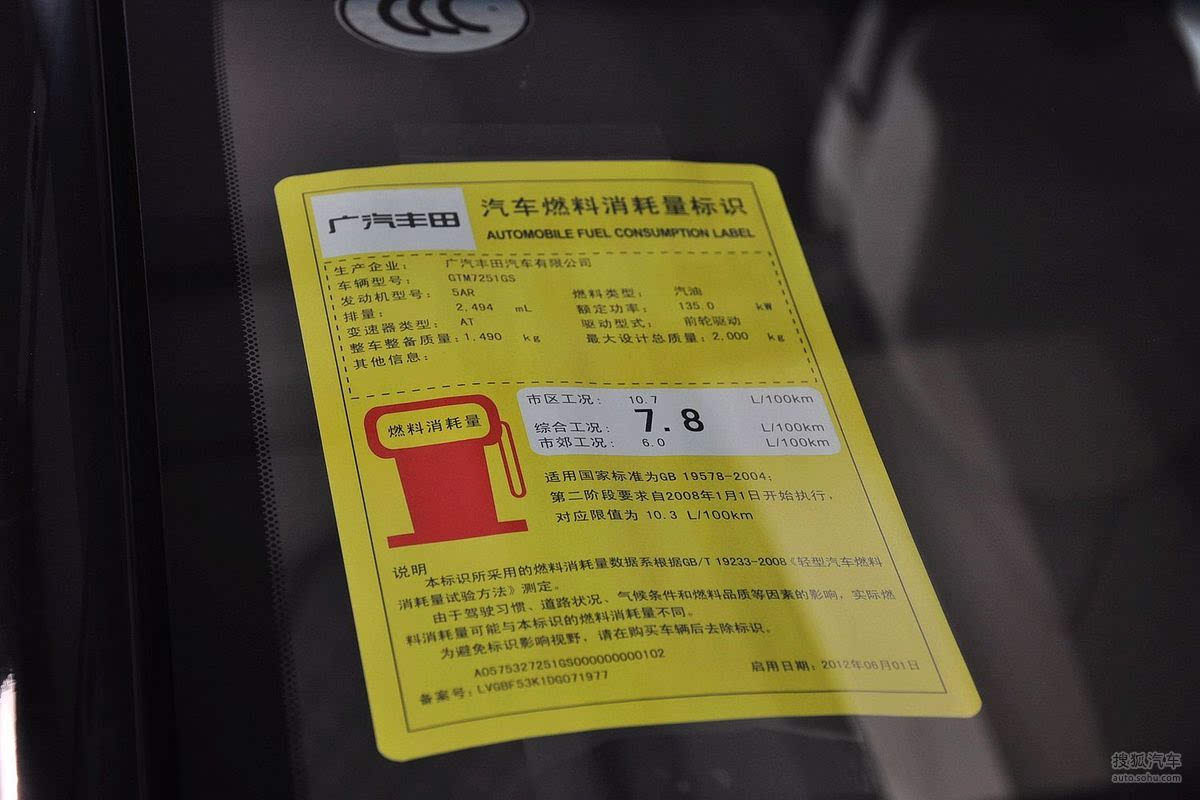 广汽丰田
汽车燃料消耗量标识
AUTOMOBILE FUEL CONSUMPTION LABEL
生产企业: 广汽丰田汽车有限公司
车辆型号: GTM7251GS
发动机型号: 5AR 燃料类型: 汽油
排量: 2,494 mL 额定功率: 135.0 kW
变速器类型: AT 驱动型式: 前轮驱动
整车整备质量: 1,490 kg 最大设计总质量: 2,000 kg
其他信息:
燃料消耗量
市区工况: 10.7 L/100km
综合工况: 7.8 L/100km
市郊工况: 6.0 L/100km
适用国家标准为GB 19578-2004;
第二阶段要求自2008年1月1日开始执行,
对应限值为 10.3 L/100km
说明
本标识所采用的燃料消耗量数据系根据GB/T 19233-2008《轻型汽车燃料
消耗量试验方法》测定。
由于驾驶习惯、道路状况、气候条件和燃料品质等因素的影响，实际燃
料消耗量可能与本标识的燃料消耗量不同。
为避免标识影响视野，请在购买车辆后去除标识。
A0575327251GS000000000102
备案号: LVGBF53K1DG071977 启用日期: 2012年06月01日
搜狐汽车
auto.sohu.com